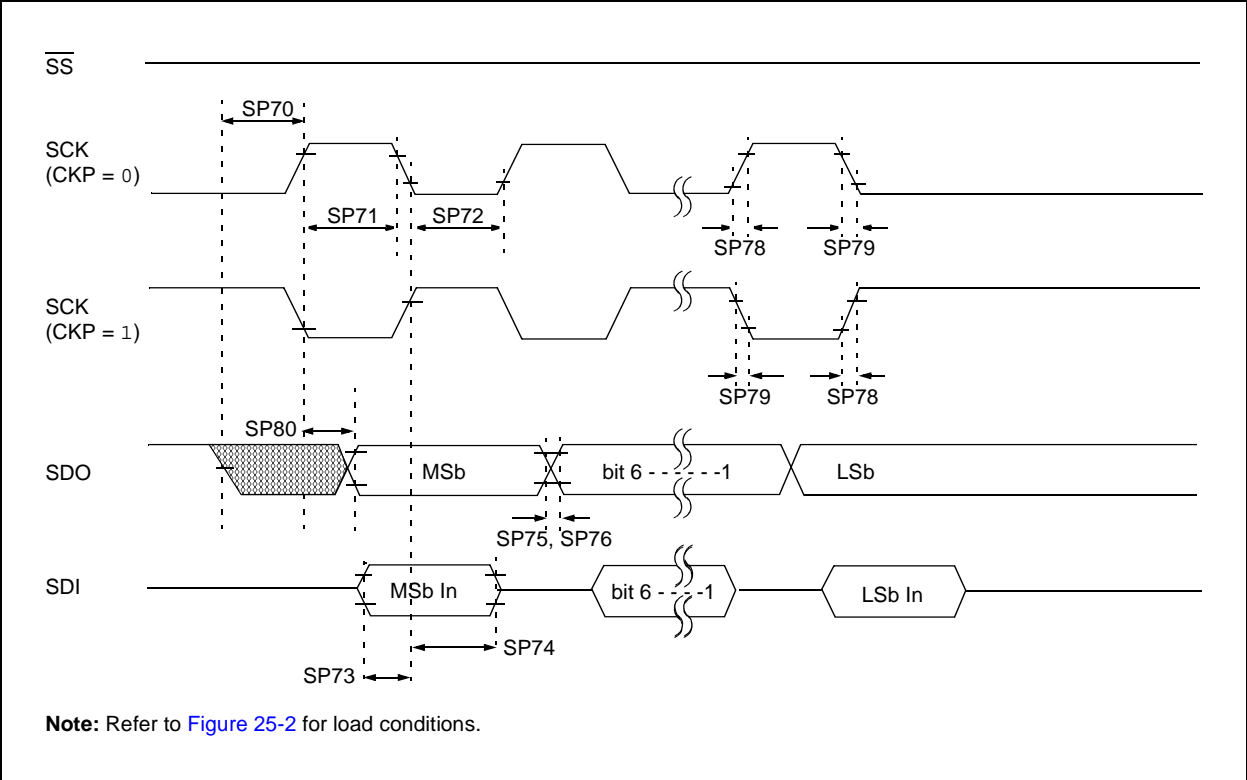 SS
SP70
SCK
(CKP = 0)
SP71
SP72
SP78
SP79
SCK
(CKP = 1)
SP79
SP78
SP80
SDO
MSb
bit 6 - - - - - -1
LSb
SP75, SP76
SDI
MSb In
bit 6 - - - -1
LSb In
SP74
SP73
Note: Refer to Figure 25-2 for load conditions.